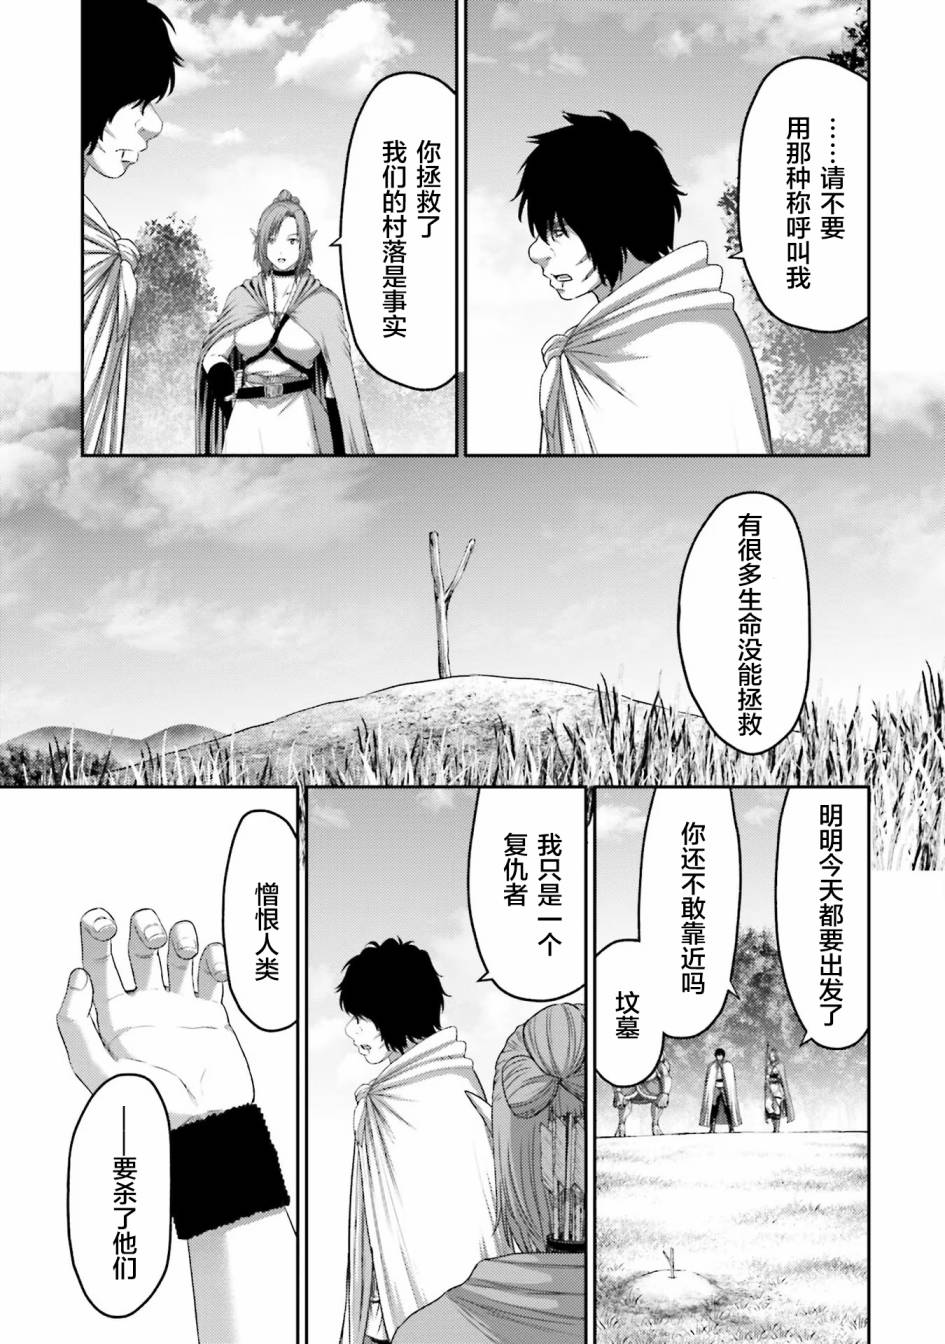 ……请不要
用那种称呼叫我
你拯救了
我们的村落是事实
有很多生命没能拯救
明明今天都要出发了
你还不敢靠近吗
坟墓
我只是一个
复仇者
憎恨人类
——要杀了他们